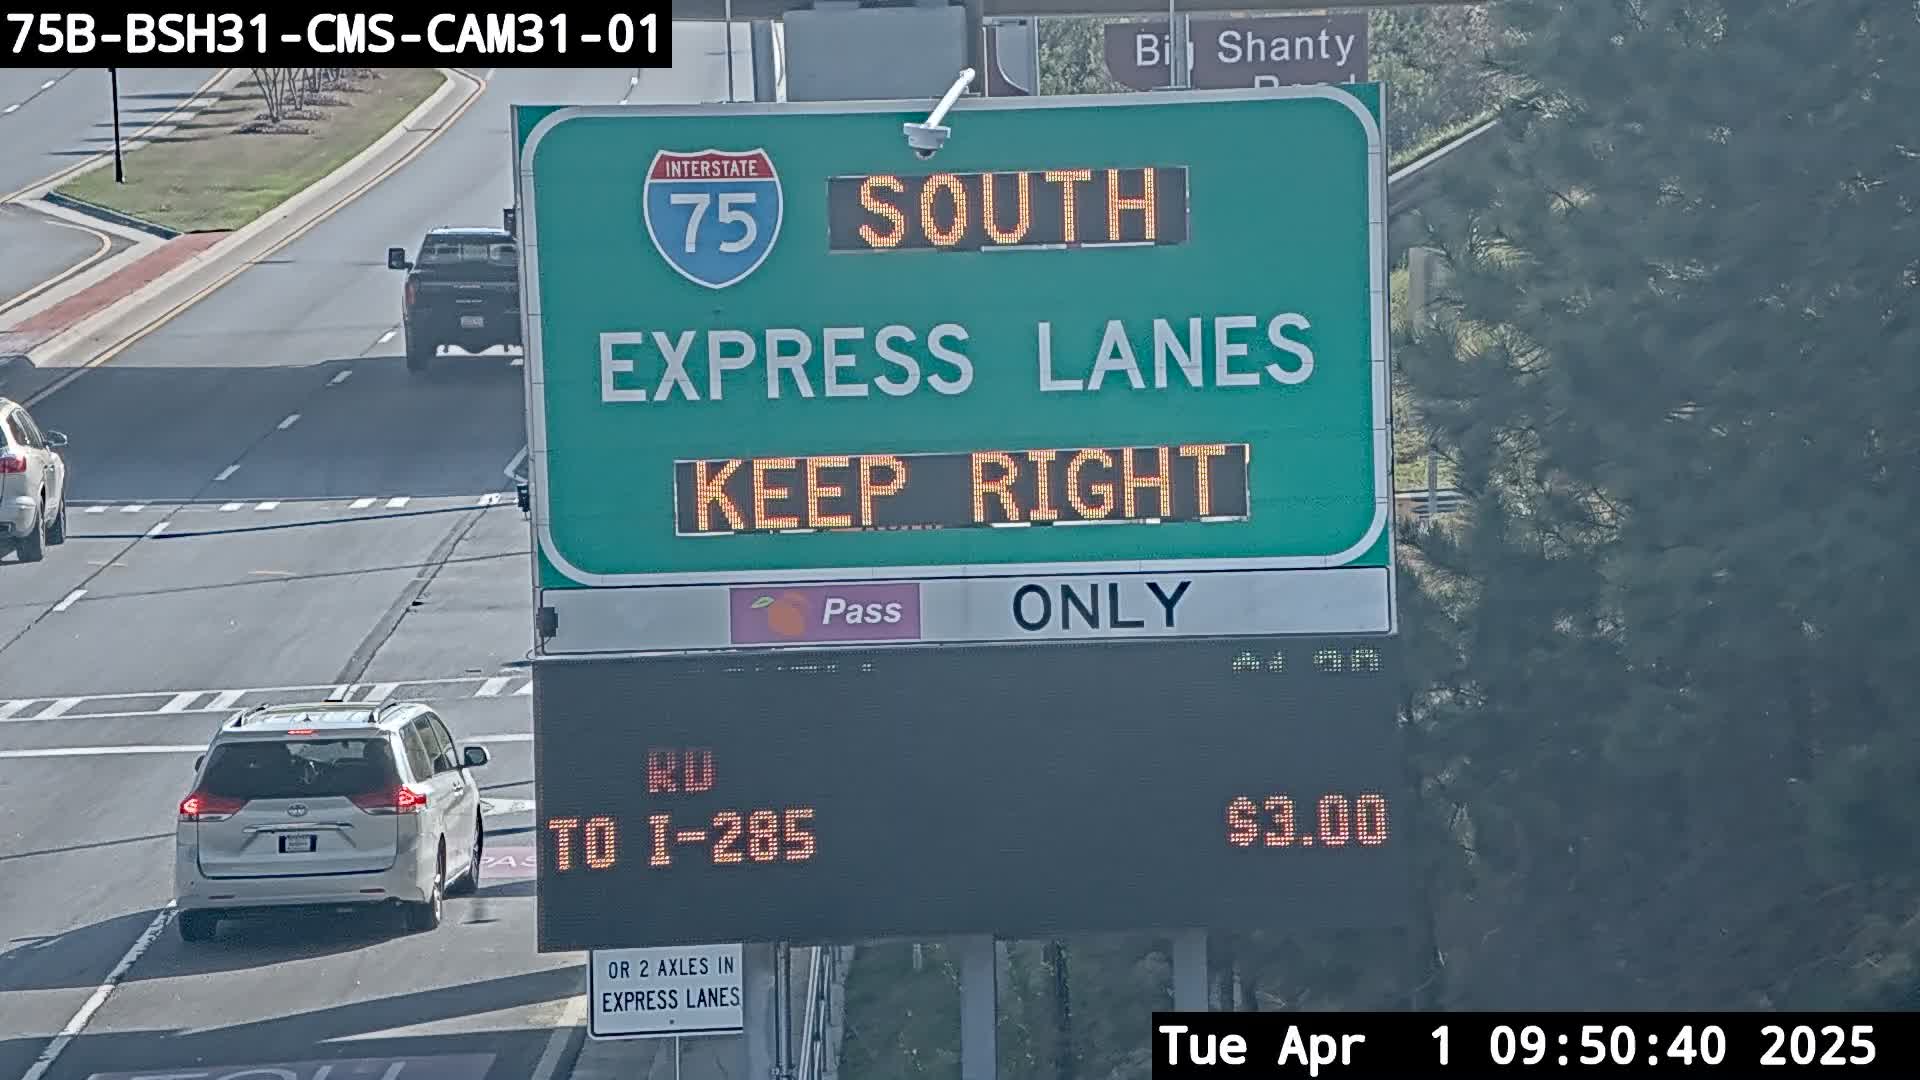 75B-BSH31-CMS-CAM31-01
Big Shanty
Road
INTERSTATE
75
SOUTH
EXPRESS LANES
KEEP RIGHT
Pass ONLY
TO I-285 $3.00
OR 2 AXLES IN
EXPRESS LANES
Tue Apr 1 09:50:40 2025